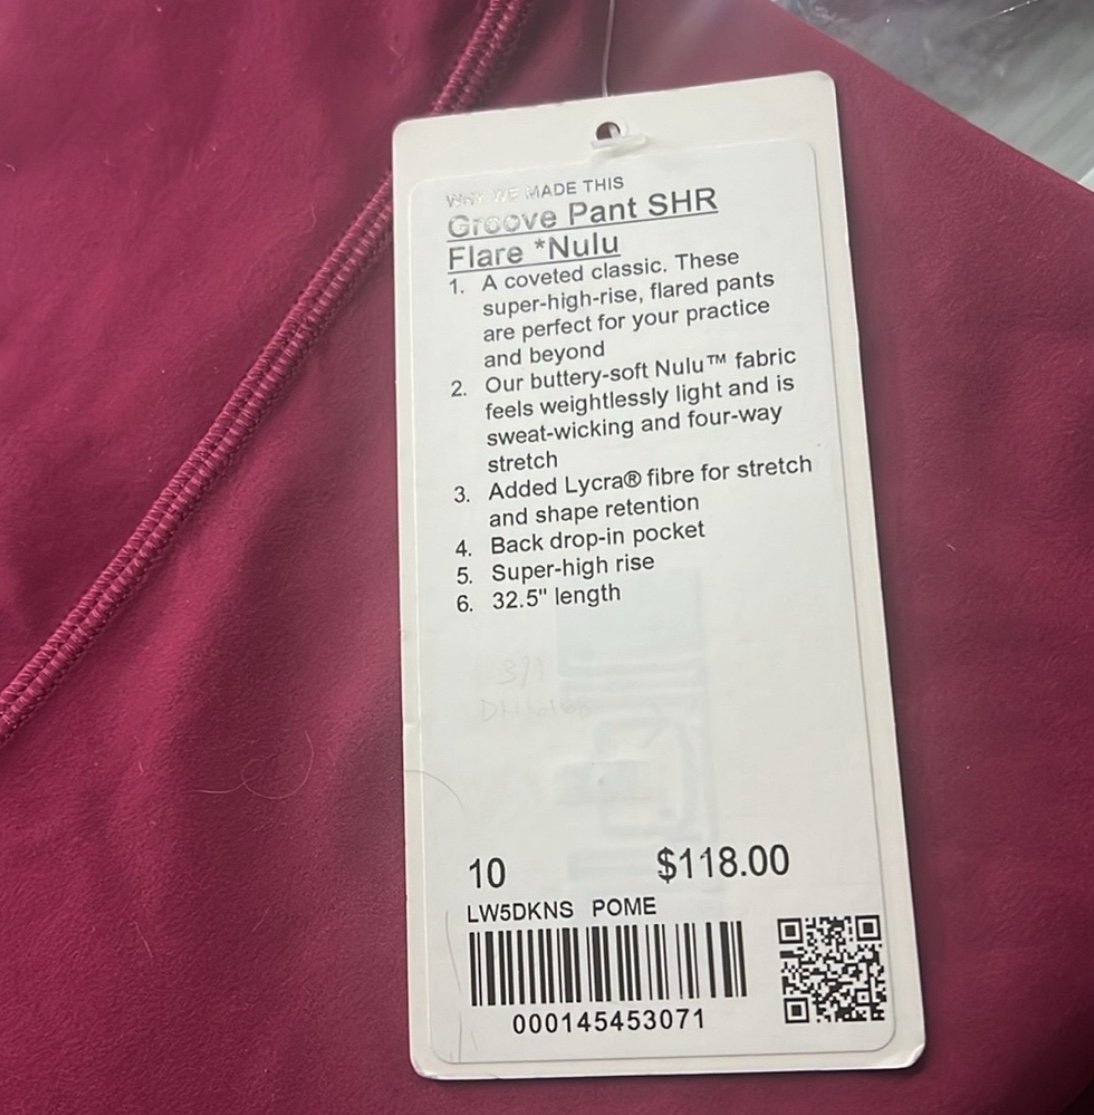 WHY WE MADE THIS
Groove Pant SHR
Flare *Nulu
1. A coveted classic. These
super-high-rise, flared pants
are perfect for your practice
and beyond
2. Our buttery-soft Nulu™ fabric
feels weightlessly light and is
sweat-wicking and four-way
stretch
3. Added Lycra® fibre for stretch
and shape retention
4. Back drop-in pocket
5. Super-high rise
6. 32.5" length
10 $118.00
LW5DKNS POME
000145453071